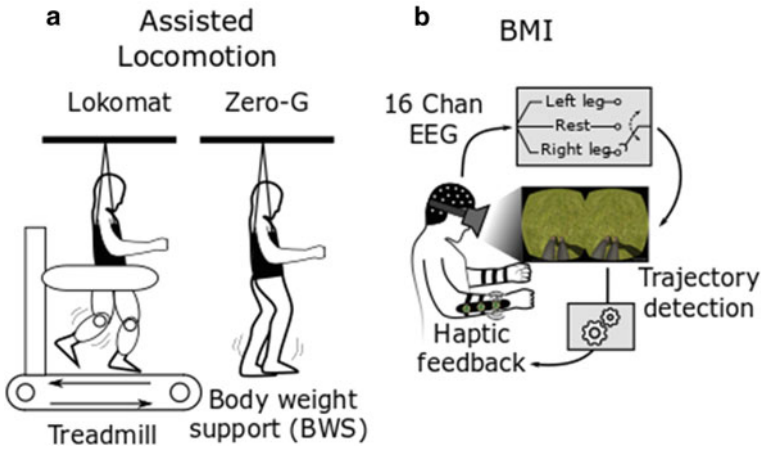 a
Assisted
Locomotion
Lokomat
Zero-G
Treadmill
Body weight
support (BWS)
b
BMI
16 Chan
EEG
Left leg
Rest
Right leg
Trajectory
detection
Haptic
feedback